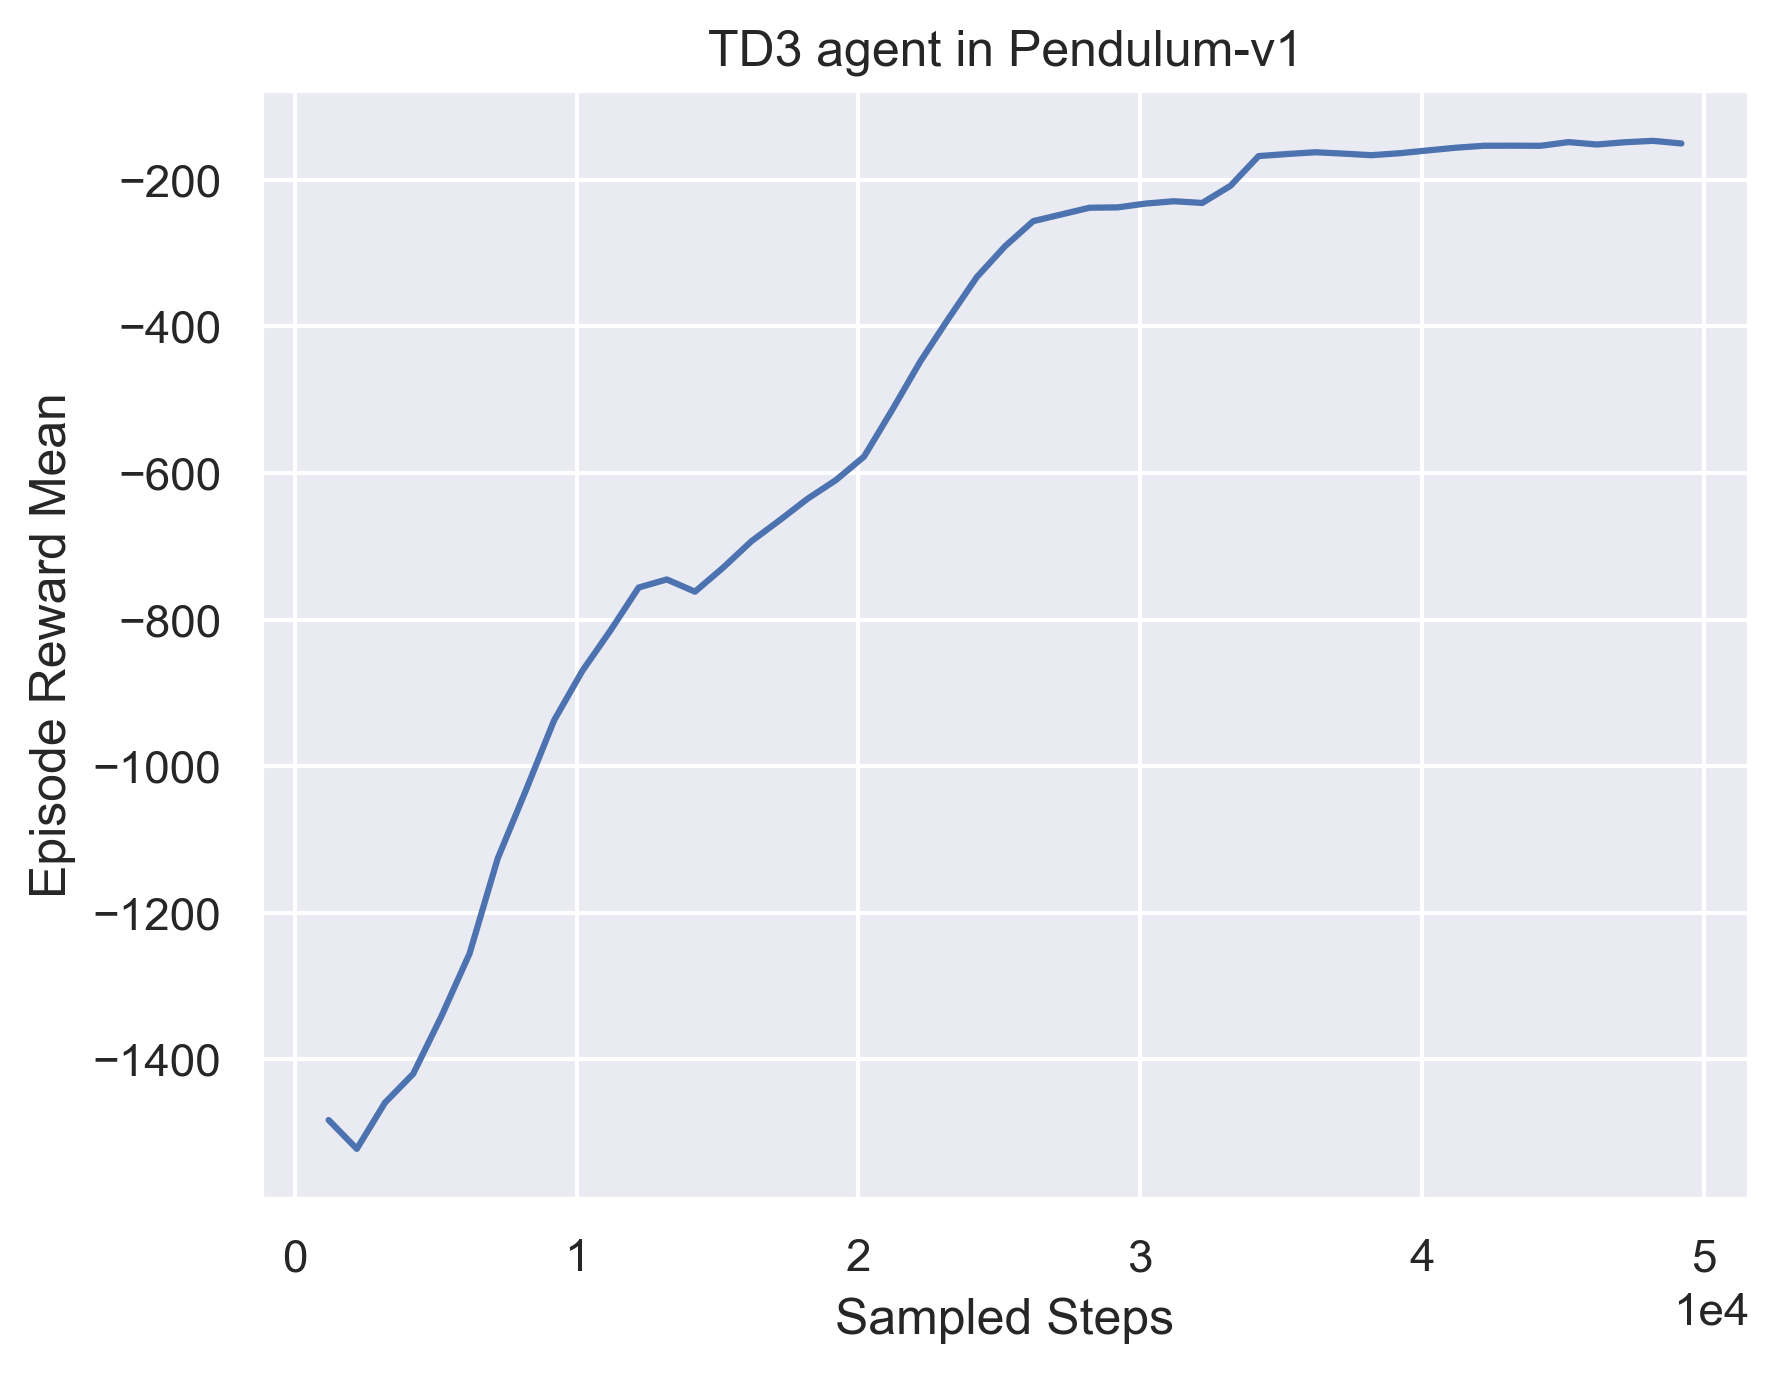 TD3 agent in Pendulum-v1
−200
−400
−600
−800
−1000
−1200
−1400
Episode Reward Mean
0 1 2 3 4 5
1e4
Sampled Steps